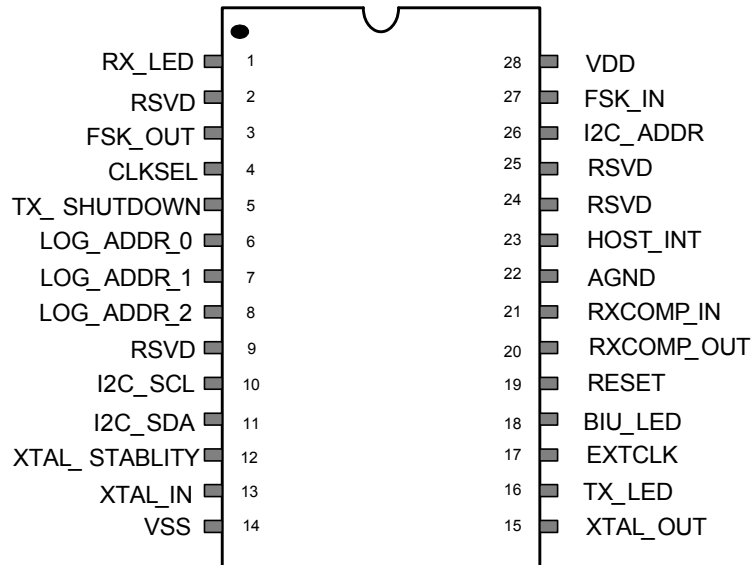 RX_LED 1 28 VDD
RSVD 2 27 FSK_IN
FSK_OUT 3 26 I2C_ADDR
CLKSEL 4 25 RSVD
TX_ SHUTDOWN 5 24 RSVD
LOG_ADDR_0 6 23 HOST_INT
LOG_ADDR_1 7 22 AGND
LOG_ADDR_2 8 21 RXCOMP_IN
RSVD 9 20 RXCOMP_OUT
I2C_SCL 10 19 RESET
I2C_SDA 11 18 BIU_LED
XTAL_ STABLITY 12 17 EXTCLK
XTAL_IN 13 16 TX_LED
VSS 14 15 XTAL_OUT